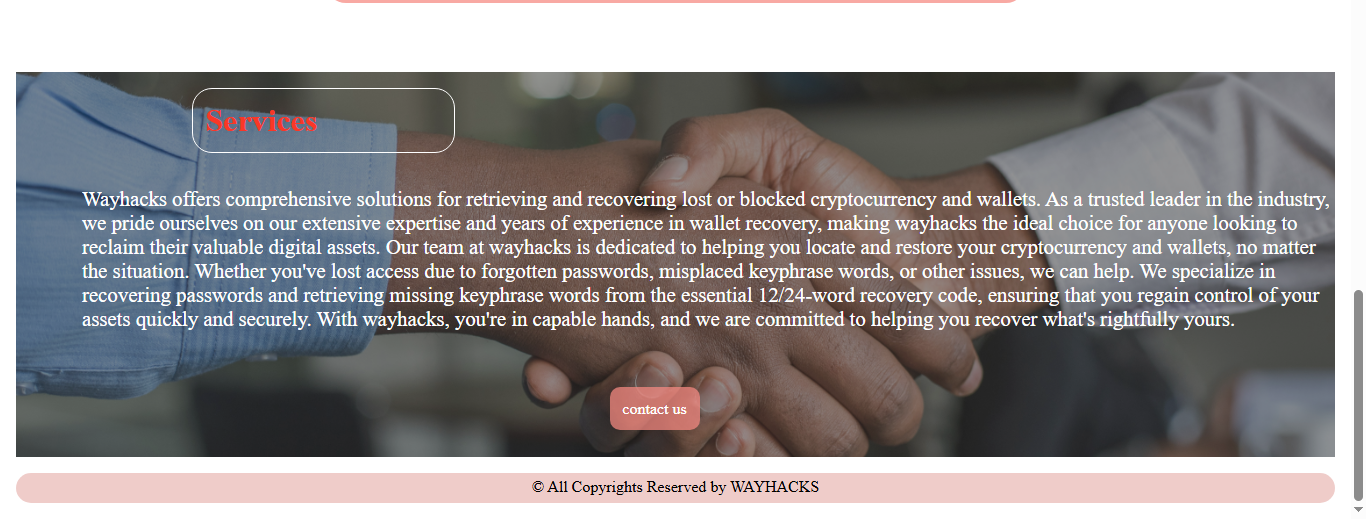 Services
Wayhacks offers comprehensive solutions for retrieving and recovering lost or blocked cryptocurrency and wallets. As a trusted leader in the industry,
we pride ourselves on our extensive expertise and years of experience in wallet recovery, making wayhacks the ideal choice for anyone looking to
reclaim their valuable digital assets. Our team at wayhacks is dedicated to helping you locate and restore your cryptocurrency and wallets, no matter
the situation. Whether you've lost access due to forgotten passwords, misplaced keyphrase words, or other issues, we can help. We specialize in
recovering passwords and retrieving missing keyphrase words from the essential 12/24-word recovery code, ensuring that you regain control of your
assets quickly and securely. With wayhacks, you're in capable hands, and we are committed to helping you recover what's rightfully yours.
contact us
© All Copyrights Reserved by WAYHACKS